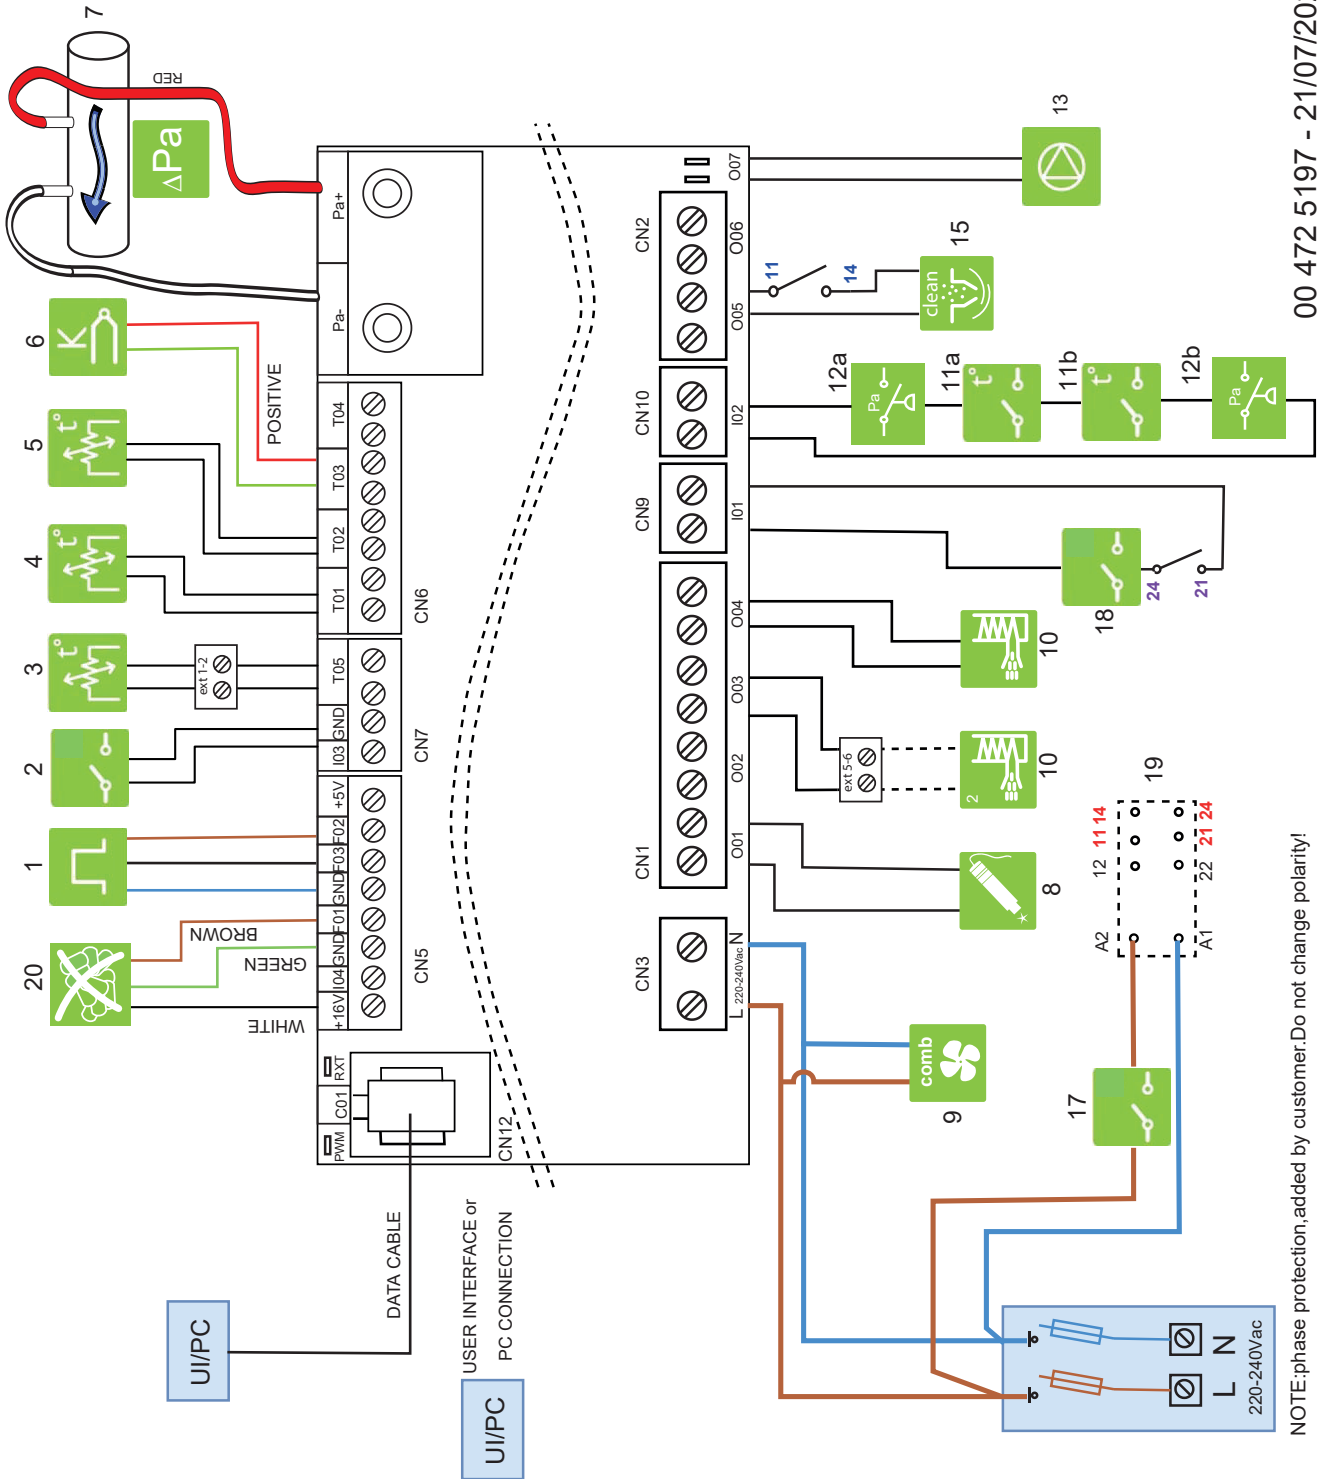 7
RED
△Pa
Pa+
Pa-
6
K
POSITIVE
5
t°
4
t°
3
t°
ext 1-2
2
1
20
BROWN
GREEN
WHITE
T04
T03
T02
T01
CN6
T05
GND
I03
CN7
+5V
F02
F03
GND
F01
GND
I04
+16V
CN5
RXT
C01
PWM
CN12
DATA CABLE
UI/PC
USER INTERFACE or
PC CONNECTION
UI/PC
CN2
CN10
CN9
CN1
CN3
O07
O06
O05
I02
I01
O04
O03
O02
O01
N
220-240Vac
L
13
11
14
15
clean
12a
Pa
11a
t°
11b
t°
12b
Pa
18
24
21
10
ext 5-6
2
10
8
19
12 11 14
A2
A1
22 21 24
comb
9
17
L N
220-240Vac
NOTE:phase protection,added by customer.Do not change polarity!
00 472 5197 - 21/07/20